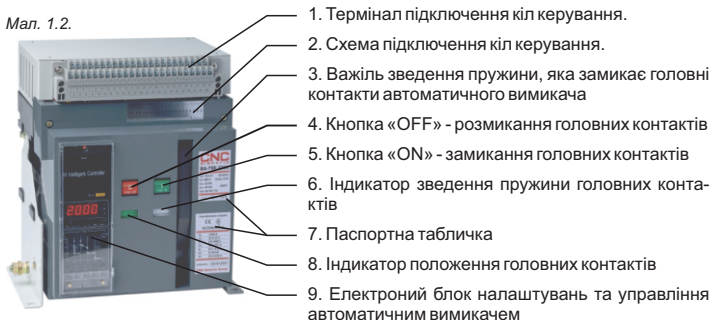 Мал. 1.2.
1. Термінал підключення кіл керування.
2. Схема підключення кіл керування.
3. Важіль зведення пружини, яка замикає головні
контакти автоматичного вимикача
4. Кнопка «OFF» - розмикання головних контактів
5. Кнопка «ON» - замикання головних контактів
6. Індикатор зведення пружини головних конта-
ктів
7. Паспортна табличка
8. Індикатор положення головних контактів
9. Електроний блок налаштувань та управління
автоматичним вимикачем
Intelligent Controller
2000
CNC